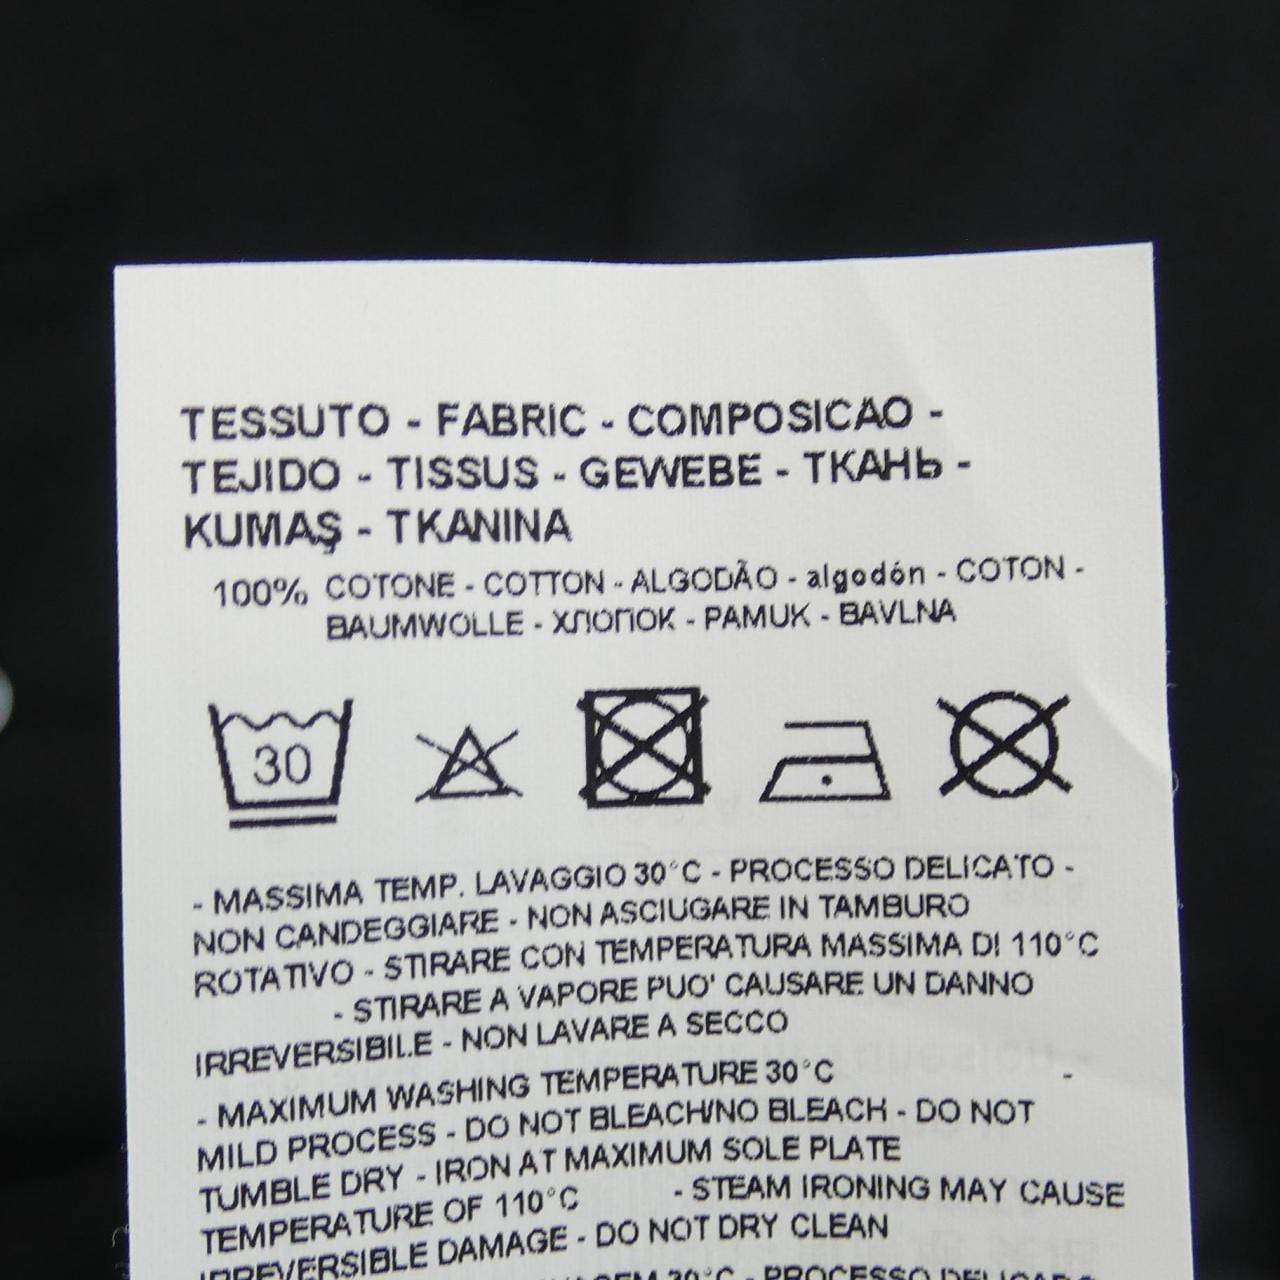 TESSUTO - FABRIC - COMPOSICAO -
TEJIDO - TISSUS - GEWEBE - ТКАНЬ -
KUMAŞ - TKANINA
100% COTONE - COTTON - ALGODÃO - algodón - COTON -
BAUMWOLLE - ХЛОПОК - PAMUK - BAVLNA
30
- MASSIMA TEMP. LAVAGGIO 30°C - PROCESSO DELICATO -
NON CANDEGGIARE - NON ASCIUGARE IN TAMBURO
ROTATIVO - STIRARE CON TEMPERATURA MASSIMA DI 110°C
- STIRARE A VAPORE PUO' CAUSARE UN DANNO
IRREVERSIBILE - NON LAVARE A SECCO
- MAXIMUM WASHING TEMPERATURE 30°C -
MILD PROCESS - DO NOT BLEACH/NO BLEACH - DO NOT
TUMBLE DRY - IRON AT MAXIMUM SOLE PLATE
TEMPERATURE OF 110°C - STEAM IRONING MAY CAUSE
IRREVERSIBLE DAMAGE - DO NOT DRY CLEAN
30°C - PROCESSO